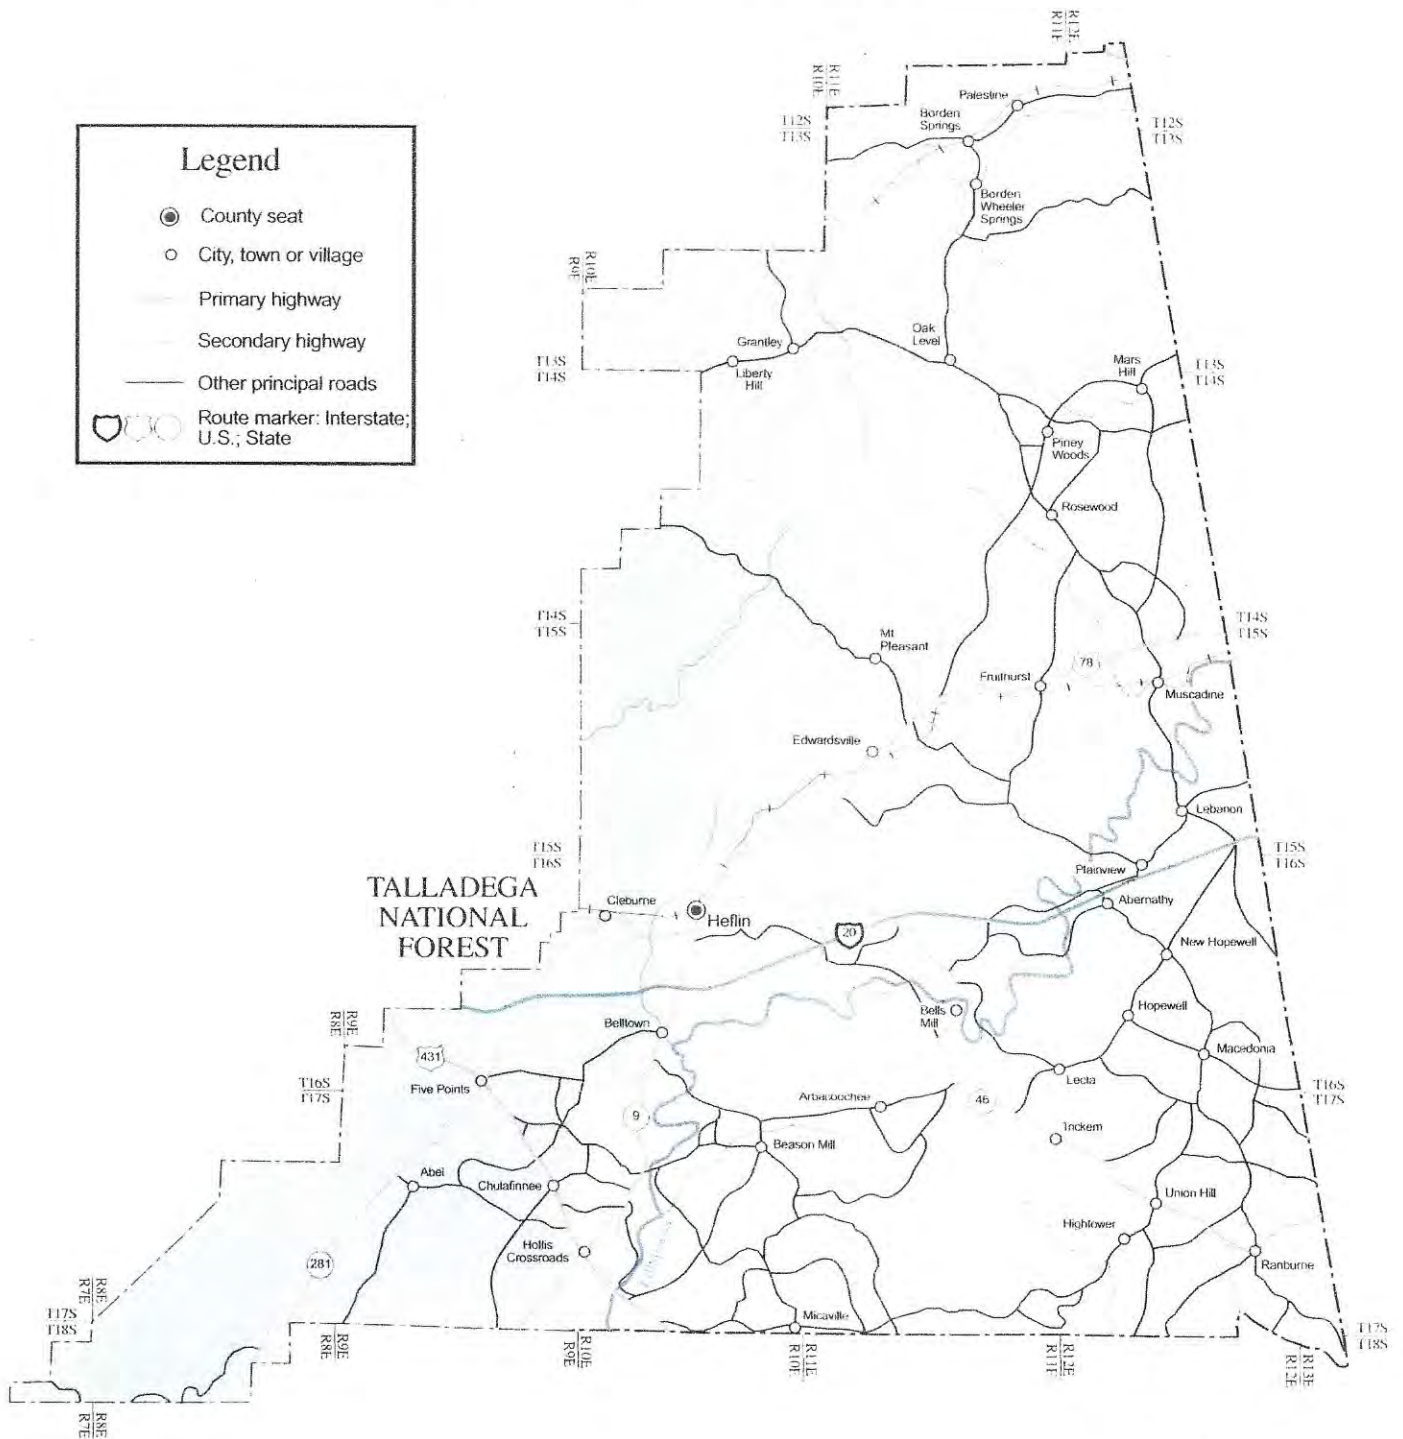 R12E
R11E
R11E
R10E
Palestine
Borden
Springs
T12S
T13S
T12S
T13S
Legend
County seat
City, town or village
Primary highway
Secondary highway
Other principal roads
Route marker: Interstate;
U.S.; State
Borden
Wheeler
Springs
R10E
R9E
Oak
Level
Grantley
Liberty
Hill
Mars
Hill
T13S
T14S
T13S
T14S
Piney
Woods
Rosewood
T14S
T15S
T14S
T15S
Mt
Pleasant
78
Fruithurst
Muscadine
Edwardsville
Lebanon
T15S
T16S
T15S
T16S
Plainview
TALLADEGA
NATIONAL
FOREST
Cleburne
Heflin
Abernathy
20
New Hopewell
R9E
R8E
Bells
Mill
Hopewell
Belltown
431
Macedonia
Five Points
Lecta
T16S
T17S
T16S
T17S
Arbacoochee
46
9
Trickem
Beason Mill
Abel
Chulafinnee
Union Hill
Hightower
Hollis
Crossroads
281
Ranburne
R8E
R7E
T17S
T18S
Micaville
T17S
T18S
R9E
R8E
R10E
R9E
R11E
R10E
R12E
R11E
R13E
R12E
R8E
R7E